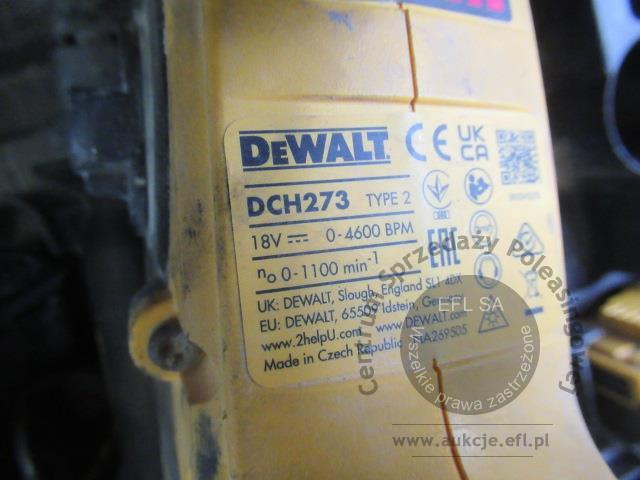 DEWALT
CE UK CA
DCH273 TYPE 2
18V 0-4600 BPM
EAC
n₀ 0-1100 min⁻¹
UK: DEWALT, Slough, England SL1 4DX
EU: DEWALT, 65509 Idstein,
www.2helpU.com www.DEWALT.com
Made in Czech Republic
Centrum Sprzedaży Poleasingowej
EFL SA
Wszelkie prawa zastrzeżone
www.aukcje.efl.pl